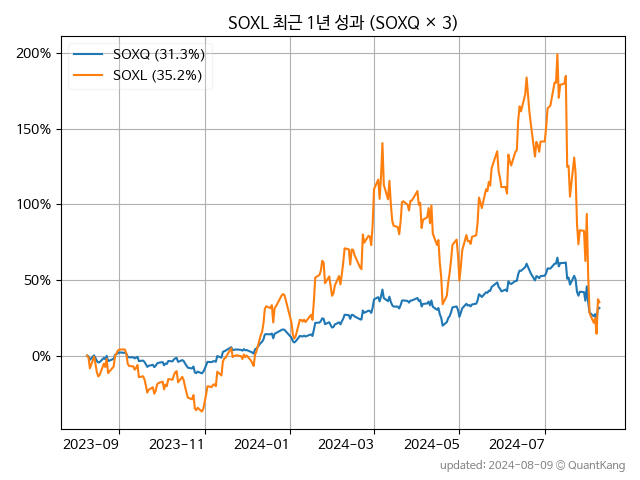 SOXL 최근 1년 성과 (SOXQ × 3)
SOXQ (31.3%)
SOXL (35.2%)
200%
150%
100%
50%
0%
2023-09 2023-11 2024-01 2024-03 2024-05 2024-07
updated: 2024-08-09 © QuantKang